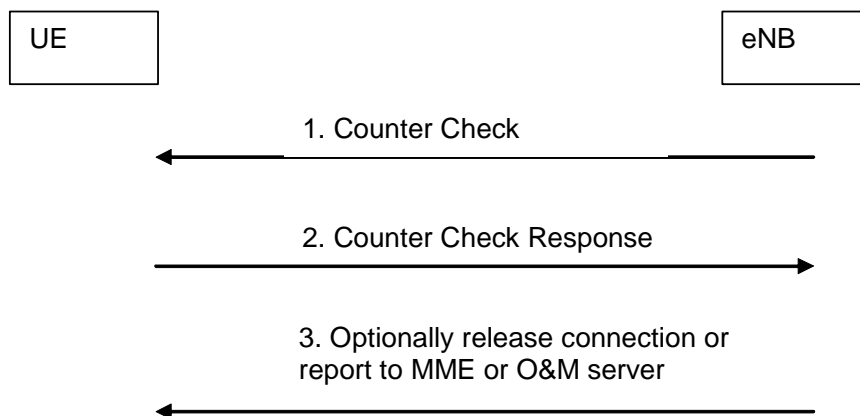 UE
eNB
1. Counter Check
2. Counter Check Response
3. Optionally release connection or
report to MME or O&M server